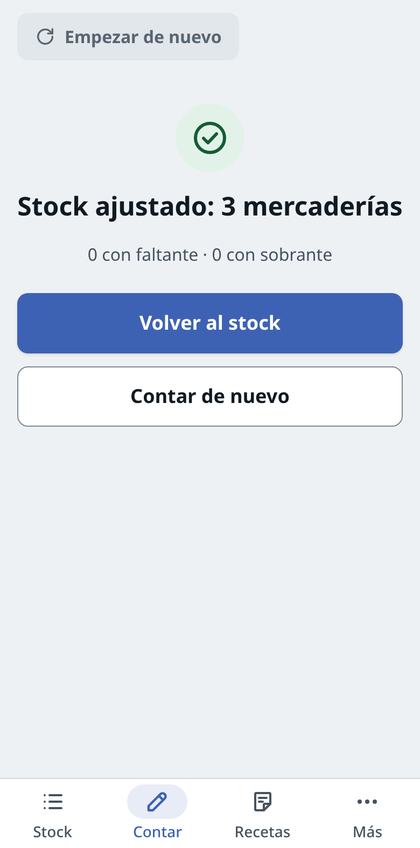 Empezar de nuevo
Stock ajustado: 3 mercaderías
0 con faltante · 0 con sobrante
Volver al stock
Contar de nuevo
Stock
Contar
Recetas
Más